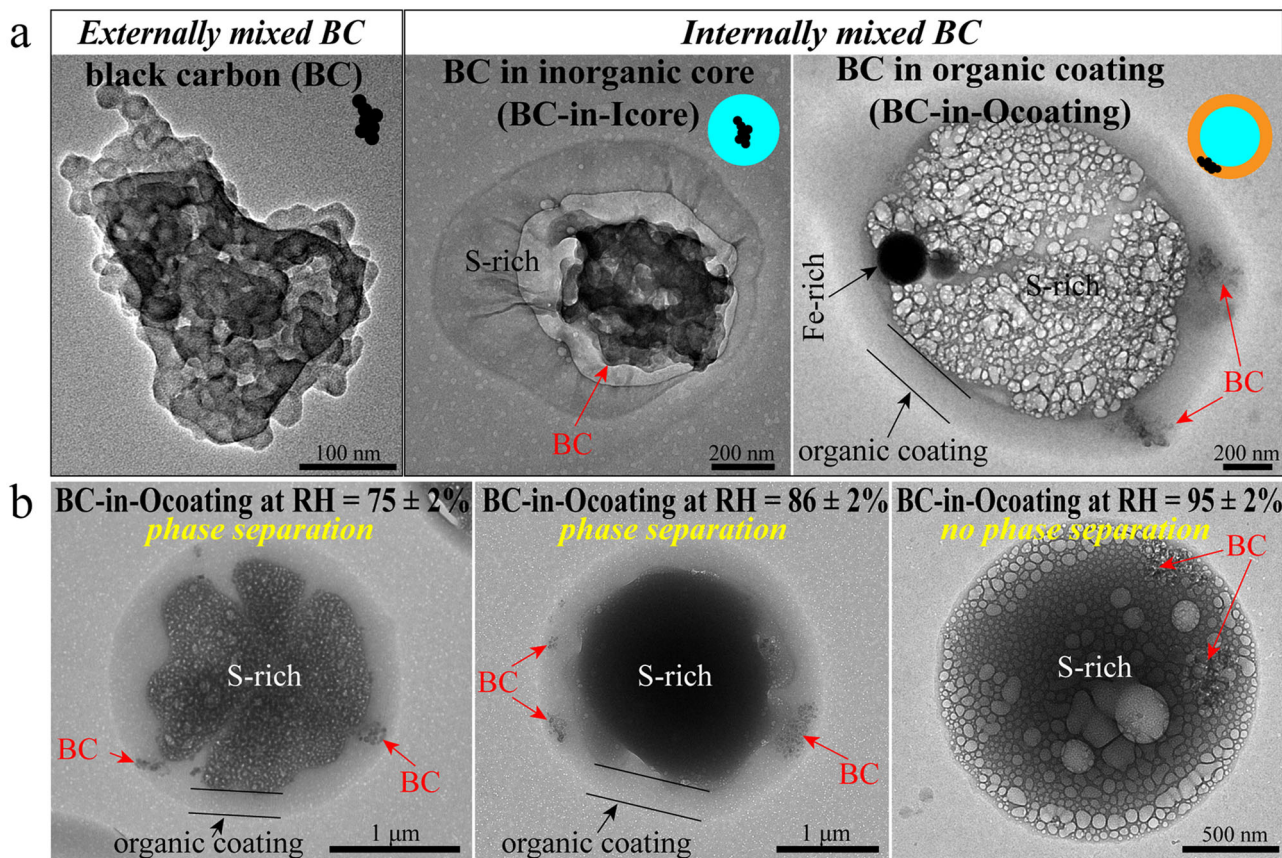 a
Externally mixed BC
Internally mixed BC
black carbon (BC)
100 nm
BC in inorganic core
(BC-in-Icore)
S-rich
BC
200 nm
BC in organic coating
(BC-in-Ocoating)
Fe-rich
S-rich
BC
organic coating
200 nm
b
BC-in-Ocoating at RH = 75 ± 2%
phase separation
S-rich
BC
BC
organic coating
1 μm
BC-in-Ocoating at RH = 86 ± 2%
phase separation
S-rich
BC
BC
organic coating
1 μm
BC-in-Ocoating at RH = 95 ± 2%
no phase separation
BC
S-rich
500 nm